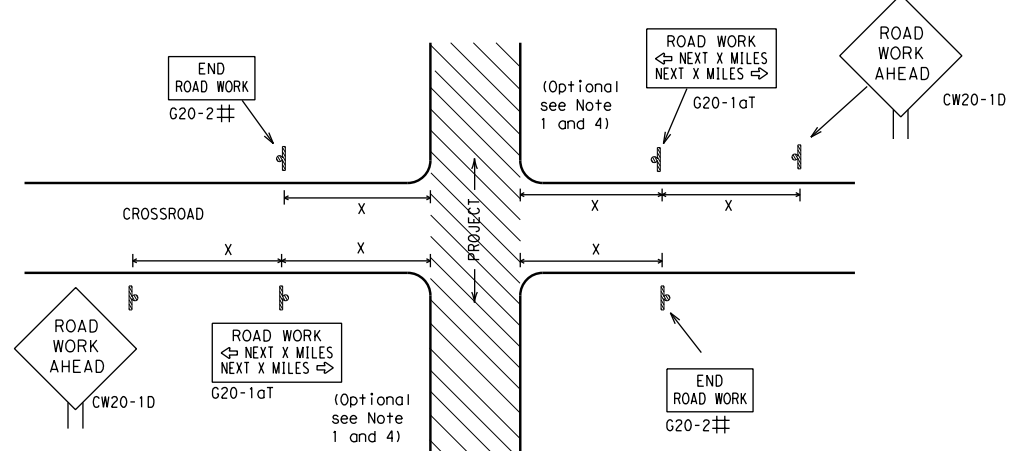 END
ROAD WORK
G20-2#
(Optional
see Note
1 and 4)
ROAD WORK
⇦ NEXT X MILES
NEXT X MILES ⇨
G20-1aT
ROAD
WORK
AHEAD
CW20-1D
X
X
X
CROSSROAD
PROJECT
X
X
X
ROAD
WORK
AHEAD
CW20-1D
ROAD WORK
⇦ NEXT X MILES
NEXT X MILES ⇨
G20-1aT
(Optional
see Note
1 and 4)
END
ROAD WORK
G20-2#